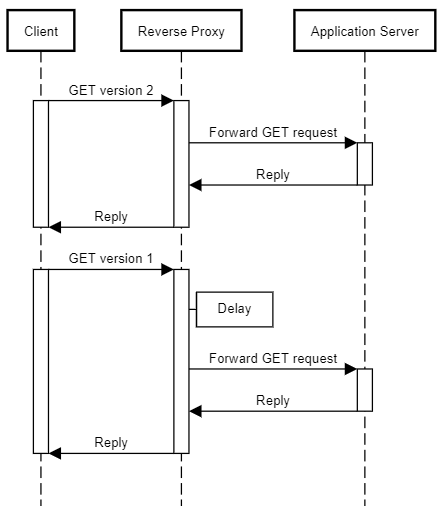 Client
Reverse Proxy
Application Server
GET version 2
Forward GET request
Reply
Reply
GET version 1
Delay
Forward GET request
Reply
Reply